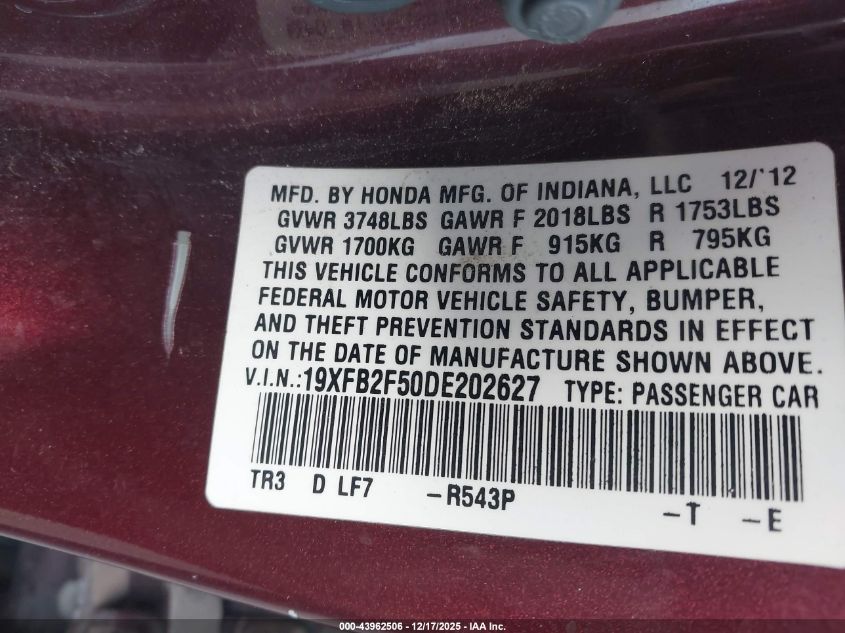 MFD. BY HONDA MFG. OF INDIANA, LLC 12/'12
GVWR 3748LBS GAWR F 2018LBS R 1753LBS
GVWR 1700KG GAWR F 915KG R 795KG
THIS VEHICLE CONFORMS TO ALL APPLICABLE
FEDERAL MOTOR VEHICLE SAFETY, BUMPER,
AND THEFT PREVENTION STANDARDS IN EFFECT
ON THE DATE OF MANUFACTURE SHOWN ABOVE.
V.I.N.:19XFB2F50DE202627 TYPE: PASSENGER CAR
TR3 D LF7 -R543P -T -E
000-43962506 - 12/17/2025 - IAA Inc.